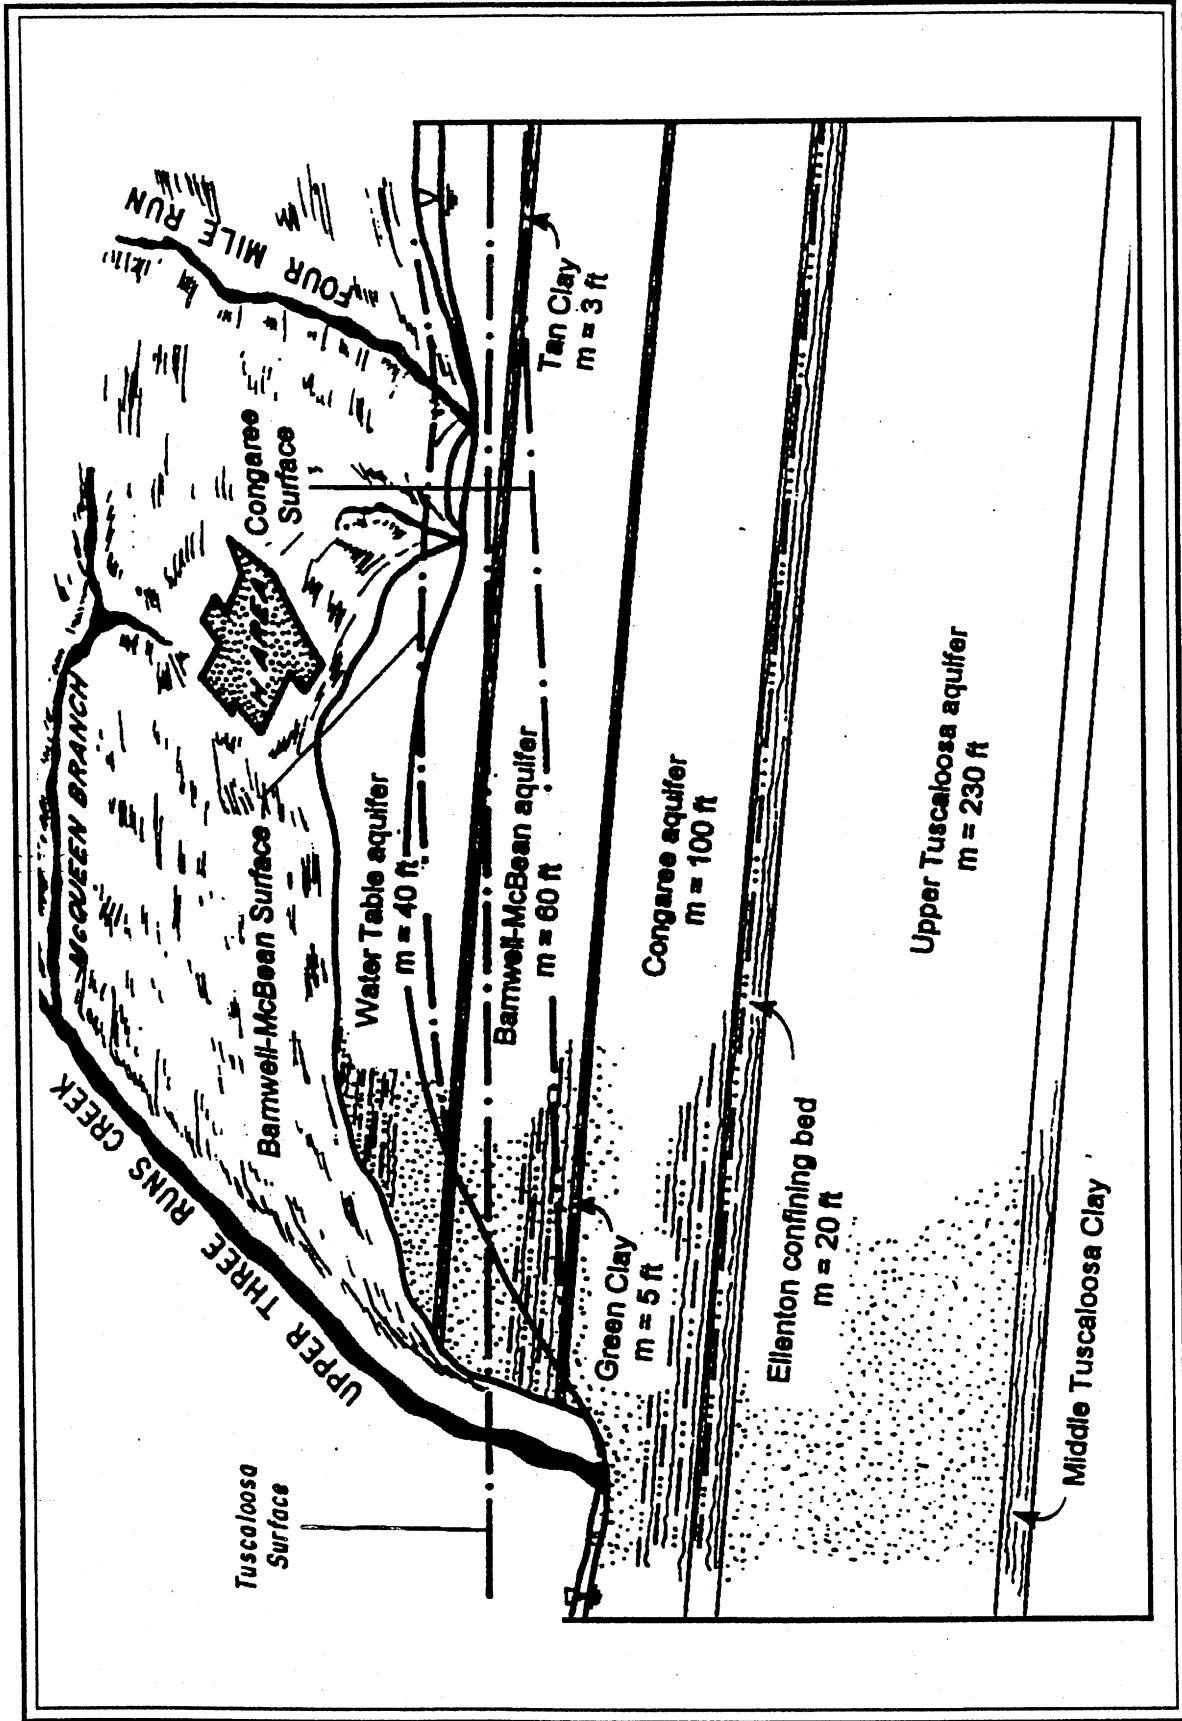 Tuscaloosa
Surface
UPPER THREE RUNS CREEK
McQUEEN BRANCH
Barnwell-McBean Surface
H AREA
Congaree
Surface
FOUR MILE RUN
Water Table aquifer
m = 40 ft
Barnwell-McBean aquifer
m = 60 ft
Tan Clay
m = 3 ft
Green Clay
m = 5 ft
Congaree aquifer
m = 100 ft
Ellenton confining bed
m = 20 ft
Upper Tuscaloosa aquifer
m = 230 ft
Middle Tuscaloosa Clay